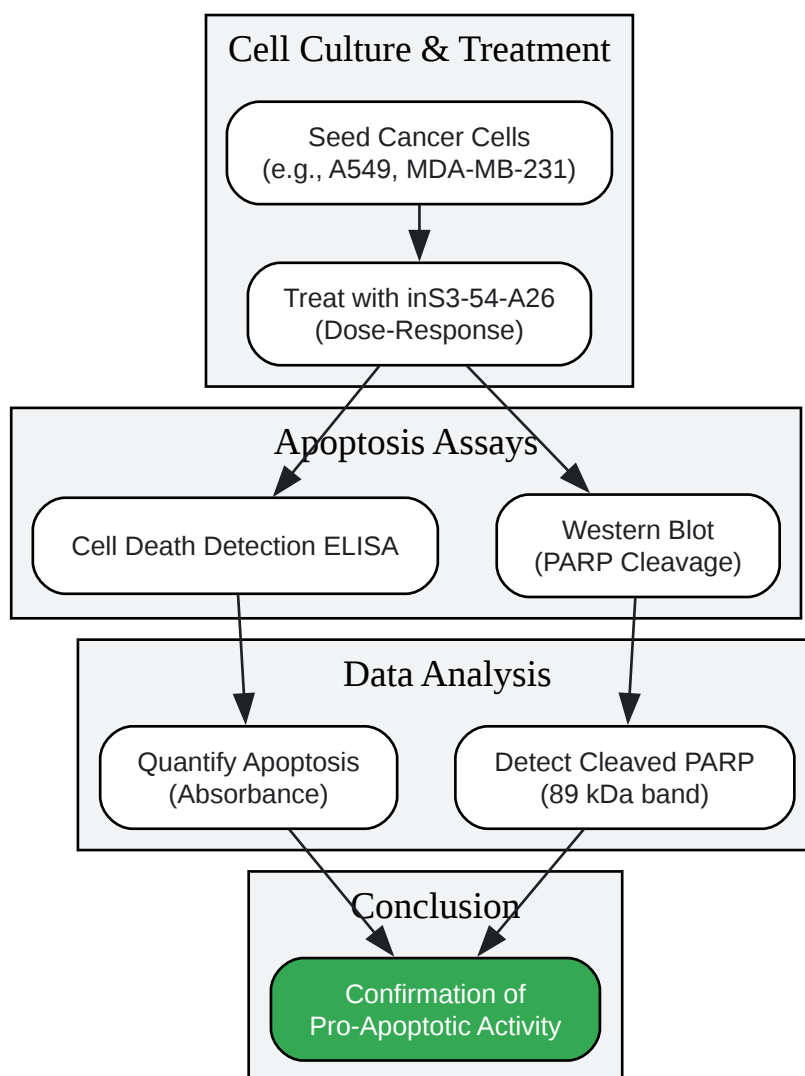 Cell Culture & Treatment
Seed Cancer Cells
(e.g., A549, MDA-MB-231)
Treat with inS3-54-A26
(Dose-Response)
Apoptosis Assays
Cell Death Detection ELISA
Western Blot
(PARP Cleavage)
Data Analysis
Quantify Apoptosis
(Absorbance)
Detect Cleaved PARP
(89 kDa band)
Conclusion
Confirmation of
Pro-Apoptotic Activity